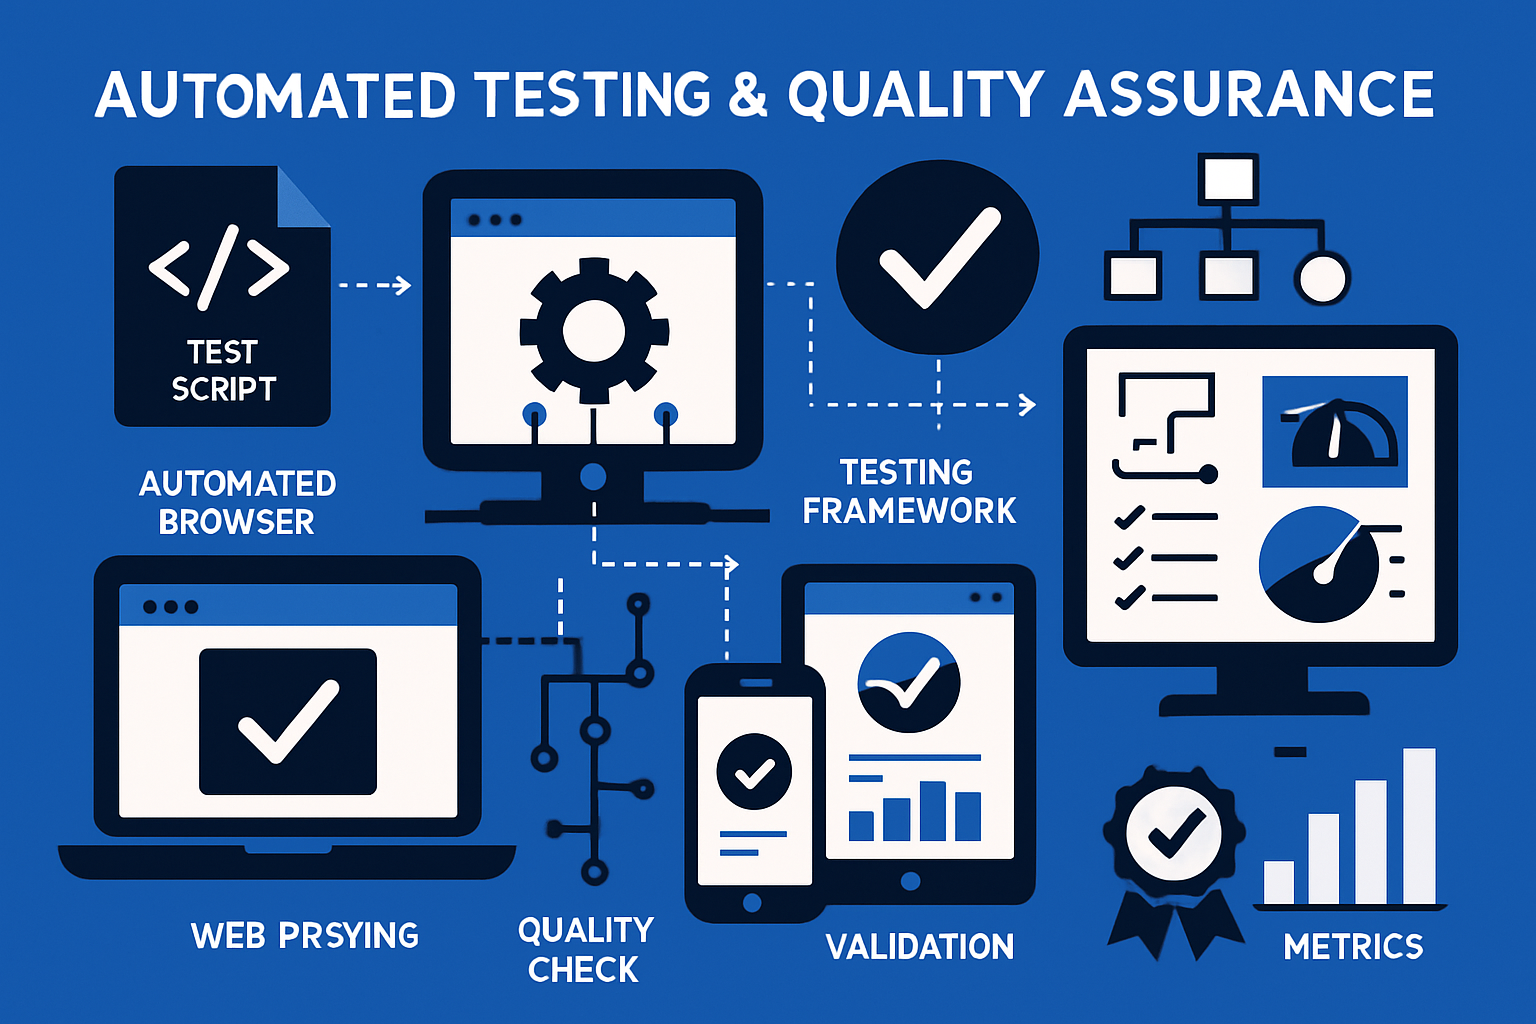 AUTOMATED TESTING & QUALITY ASSURANCE
</>
TEST
SCRIPT
AUTOMATED
BROWSER
TESTING
FRAMEWORK
WEB PRSYING
QUALITY
CHECK
VALIDATION
METRICS